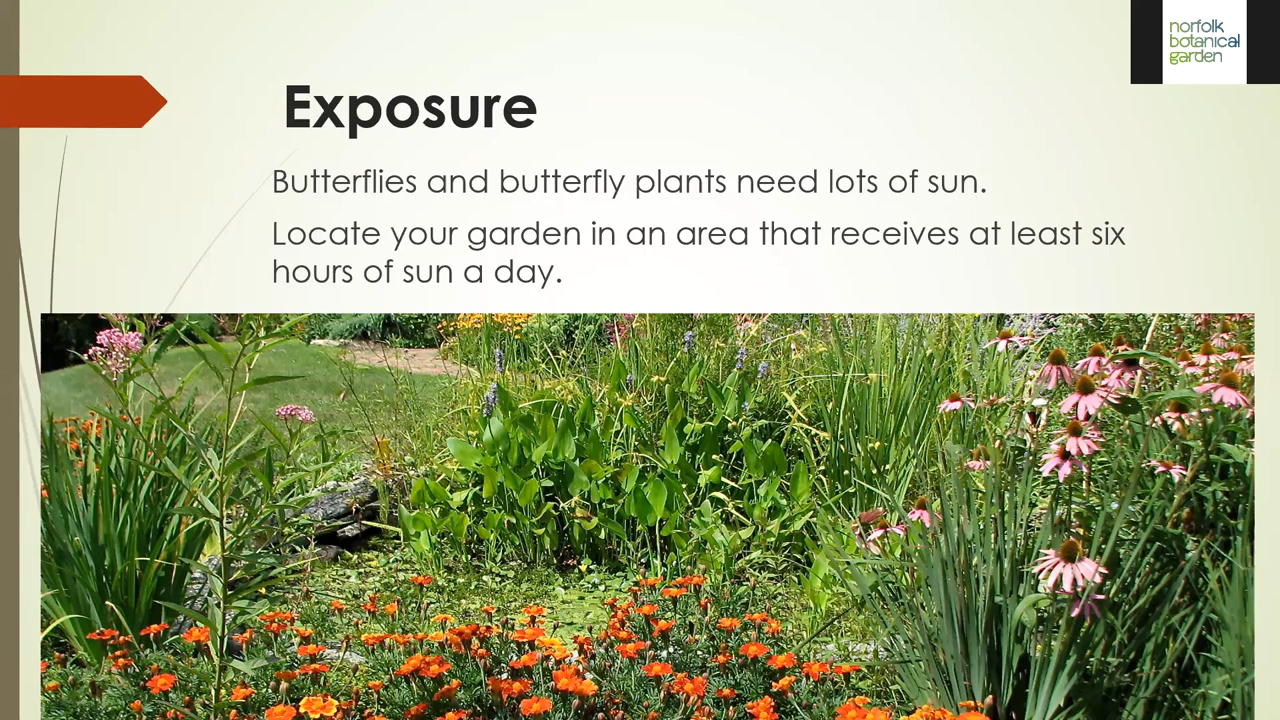 norfolk
botanical
garden
Exposure
Butterflies and butterfly plants need lots of sun.
Locate your garden in an area that receives at least six
hours of sun a day.